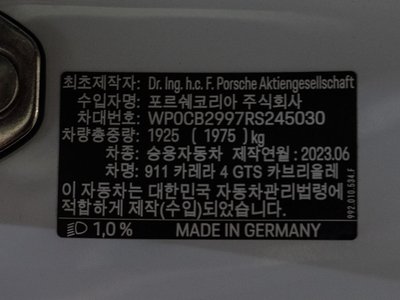 최초제작자: Dr. Ing. h.c. F. Porsche Aktiengesellschaft
수입자: 포르쉐코리아 주식회사
차대번호: WP0CB2997RS245030
차량총중량: 1925 ( 1975 ) kg
차종: 승용자동차 제작연월: 2023.06
차명: 911 카레라 4 GTS 카브리올레
이 자동차는 대한민국 자동차관리법령에
적합하게 제작(수입)되었습니다.
1,0 % MADE IN GERMANY
992.010.534.F